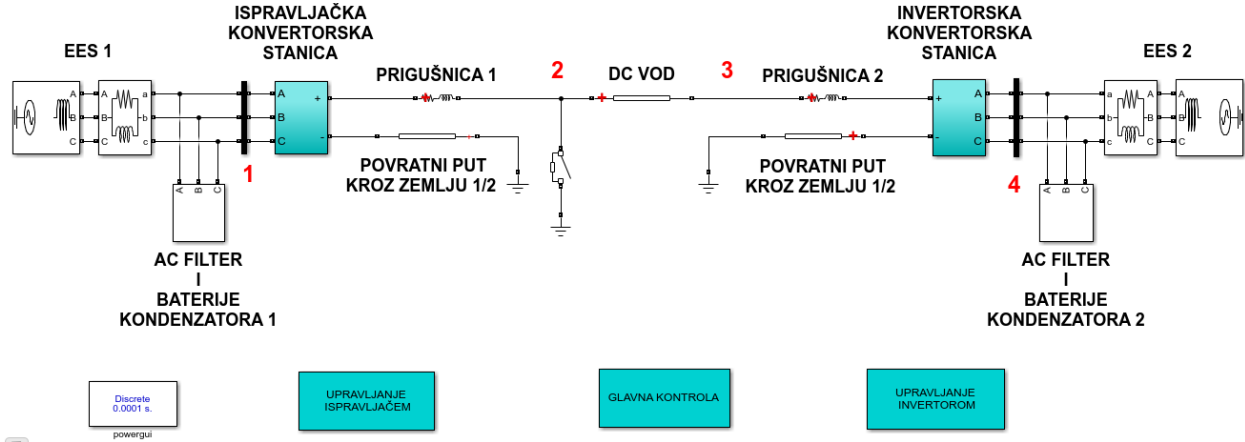 ISPRAVLJAČKA
KONVERTORSKA
STANICA
INVERTORSKA
KONVERTORSKA
STANICA
EES 1
PRIGUŠNICA 1
2
DC VOD
3
PRIGUŠNICA 2
EES 2
A
B
C
A
B
C
a
b
c
A
B
C
+
-
+
-
A
B
C
a
b
c
A
B
C
A
B
C
1
POVRATNI PUT
KROZ ZEMLJU 1/2
POVRATNI PUT
KROZ ZEMLJU 1/2
4
A
B
C
A
B
C
AC FILTER
I
BATERIJE
KONDENZATORA 1
AC FILTER
I
BATERIJE
KONDENZATORA 2
Discrete
0.0001 s.
powergui
UPRAVLJANJE
ISPRAVLJAČEM
GLAVNA KONTROLA
UPRAVLJANJE
INVERTOROM